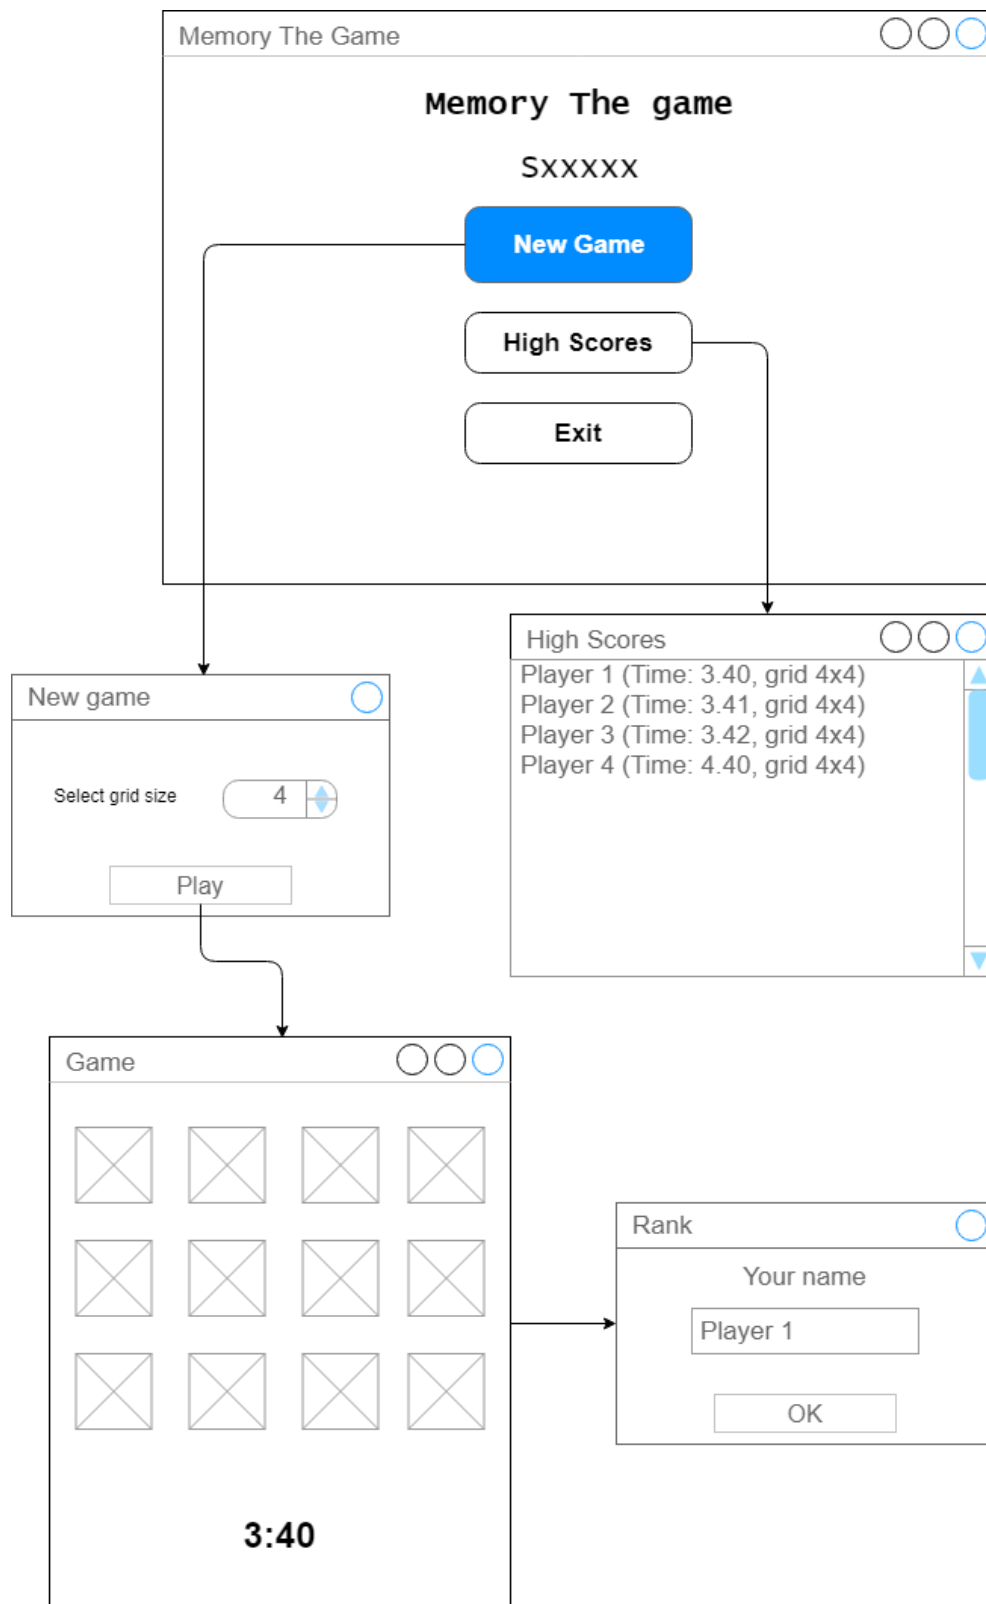 Memory The Game
Memory The game
Sxxxxx
New Game
High Scores
Exit
High Scores
Player 1 (Time: 3.40, grid 4x4)
Player 2 (Time: 3.41, grid 4x4)
Player 3 (Time: 3.42, grid 4x4)
Player 4 (Time: 4.40, grid 4x4)
New game
Select grid size 4
Play
Game
3:40
Rank
Your name
Player 1
OK